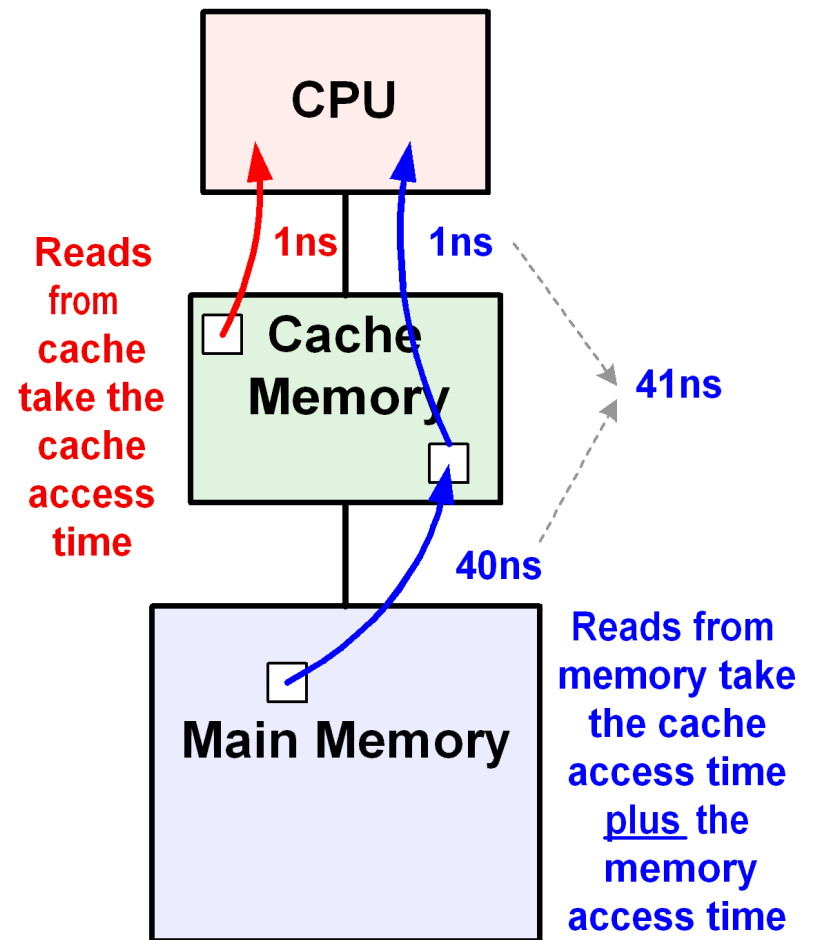 CPU
1ns
1ns
Reads
from
cache
take the
cache
access
time
Cache
Memory
41ns
40ns
Main Memory
Reads from
memory take
the cache
access time
plus the
memory
access time